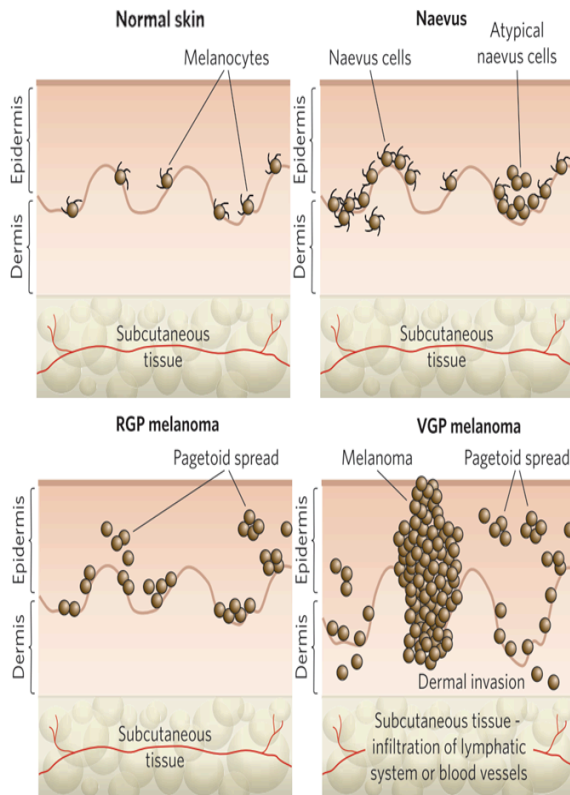 Normal skin
Melanocytes
Epidermis
Dermis
Subcutaneous
tissue
Naevus
Naevus cells
Atypical
naevus cells
Epidermis
Dermis
Subcutaneous
tissue
RGP melanoma
Pagetoid spread
Epidermis
Dermis
Subcutaneous
tissue
VGP melanoma
Melanoma
Pagetoid spread
Epidermis
Dermis
Dermal invasion
Subcutaneous tissue -
infiltration of lymphatic
system or blood vessels